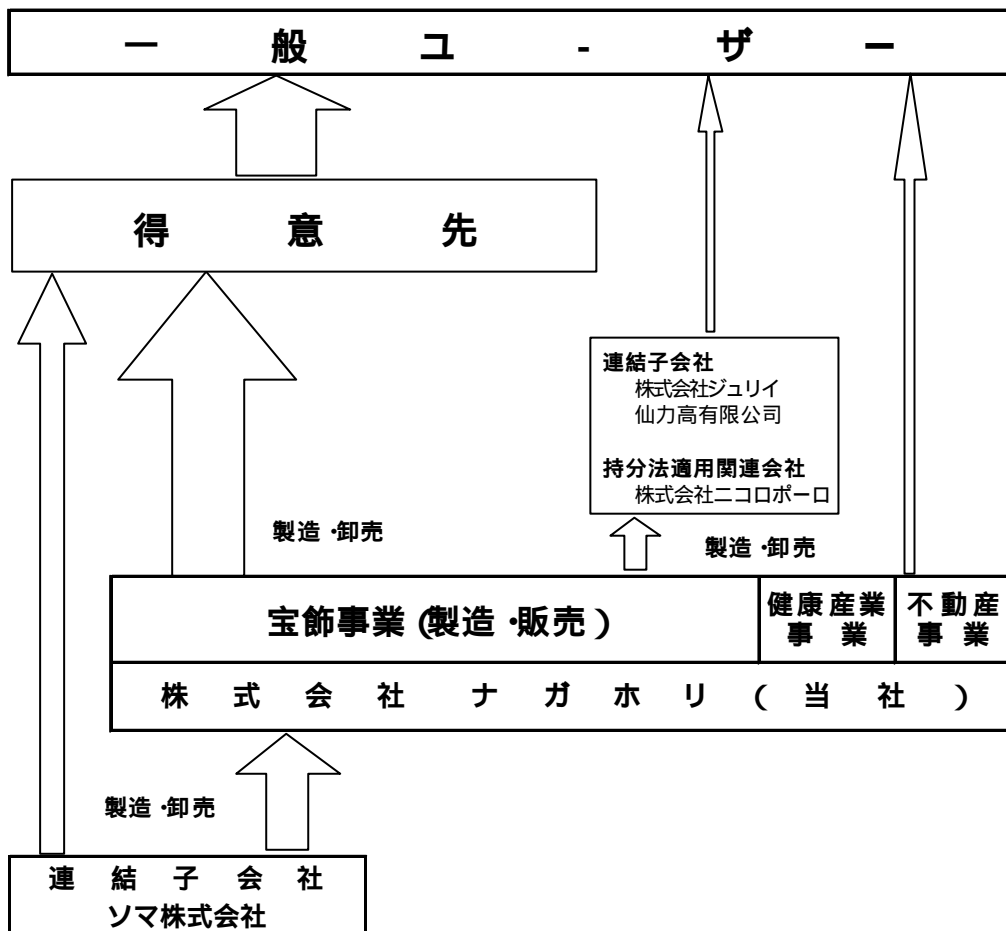 一般ユ-ザー
得意先
連結子会社
株式会社ジュリイ
仙力高有限公司
持分法適用関連会社
株式会社ニコロポーロ
製造・卸売
製造・卸売
宝飾事業(製造・販売)
健康産業
事業
不動産
事業
株式会社ナガホリ(当社)
製造・卸売
連結子会社
ソマ株式会社